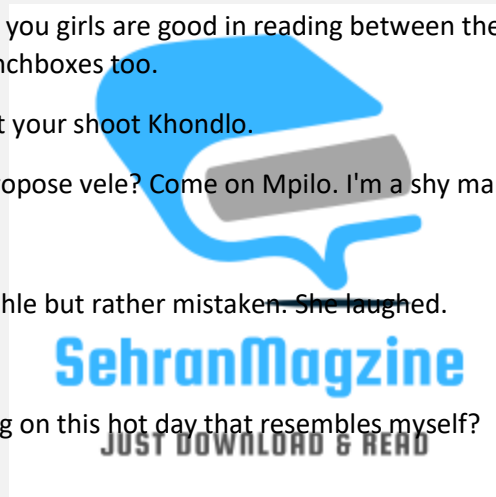 you girls are good in reading between the
nchboxes too.
t your shoot Khondlo.
ropose vele? Come on Mpilo. I'm a shy ma
hle but rather mistaken. She laughed.
SehranMagzine
g on this hot day that resembles myself?
JUST DOWNLOAD & READ